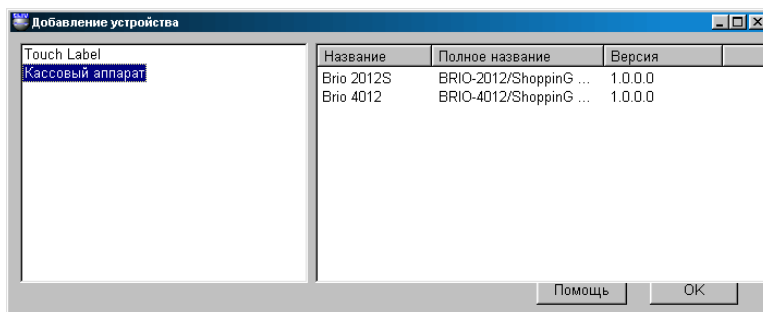 Добавление устройства
Touch Label
Кассовый аппарат
Название Полное название Версия
Brio 2012S BRIO-2012/ShoppinG ... 1.0.0.0
Brio 4012 BRIO-4012/ShoppinG ... 1.0.0.0
Помощь OK